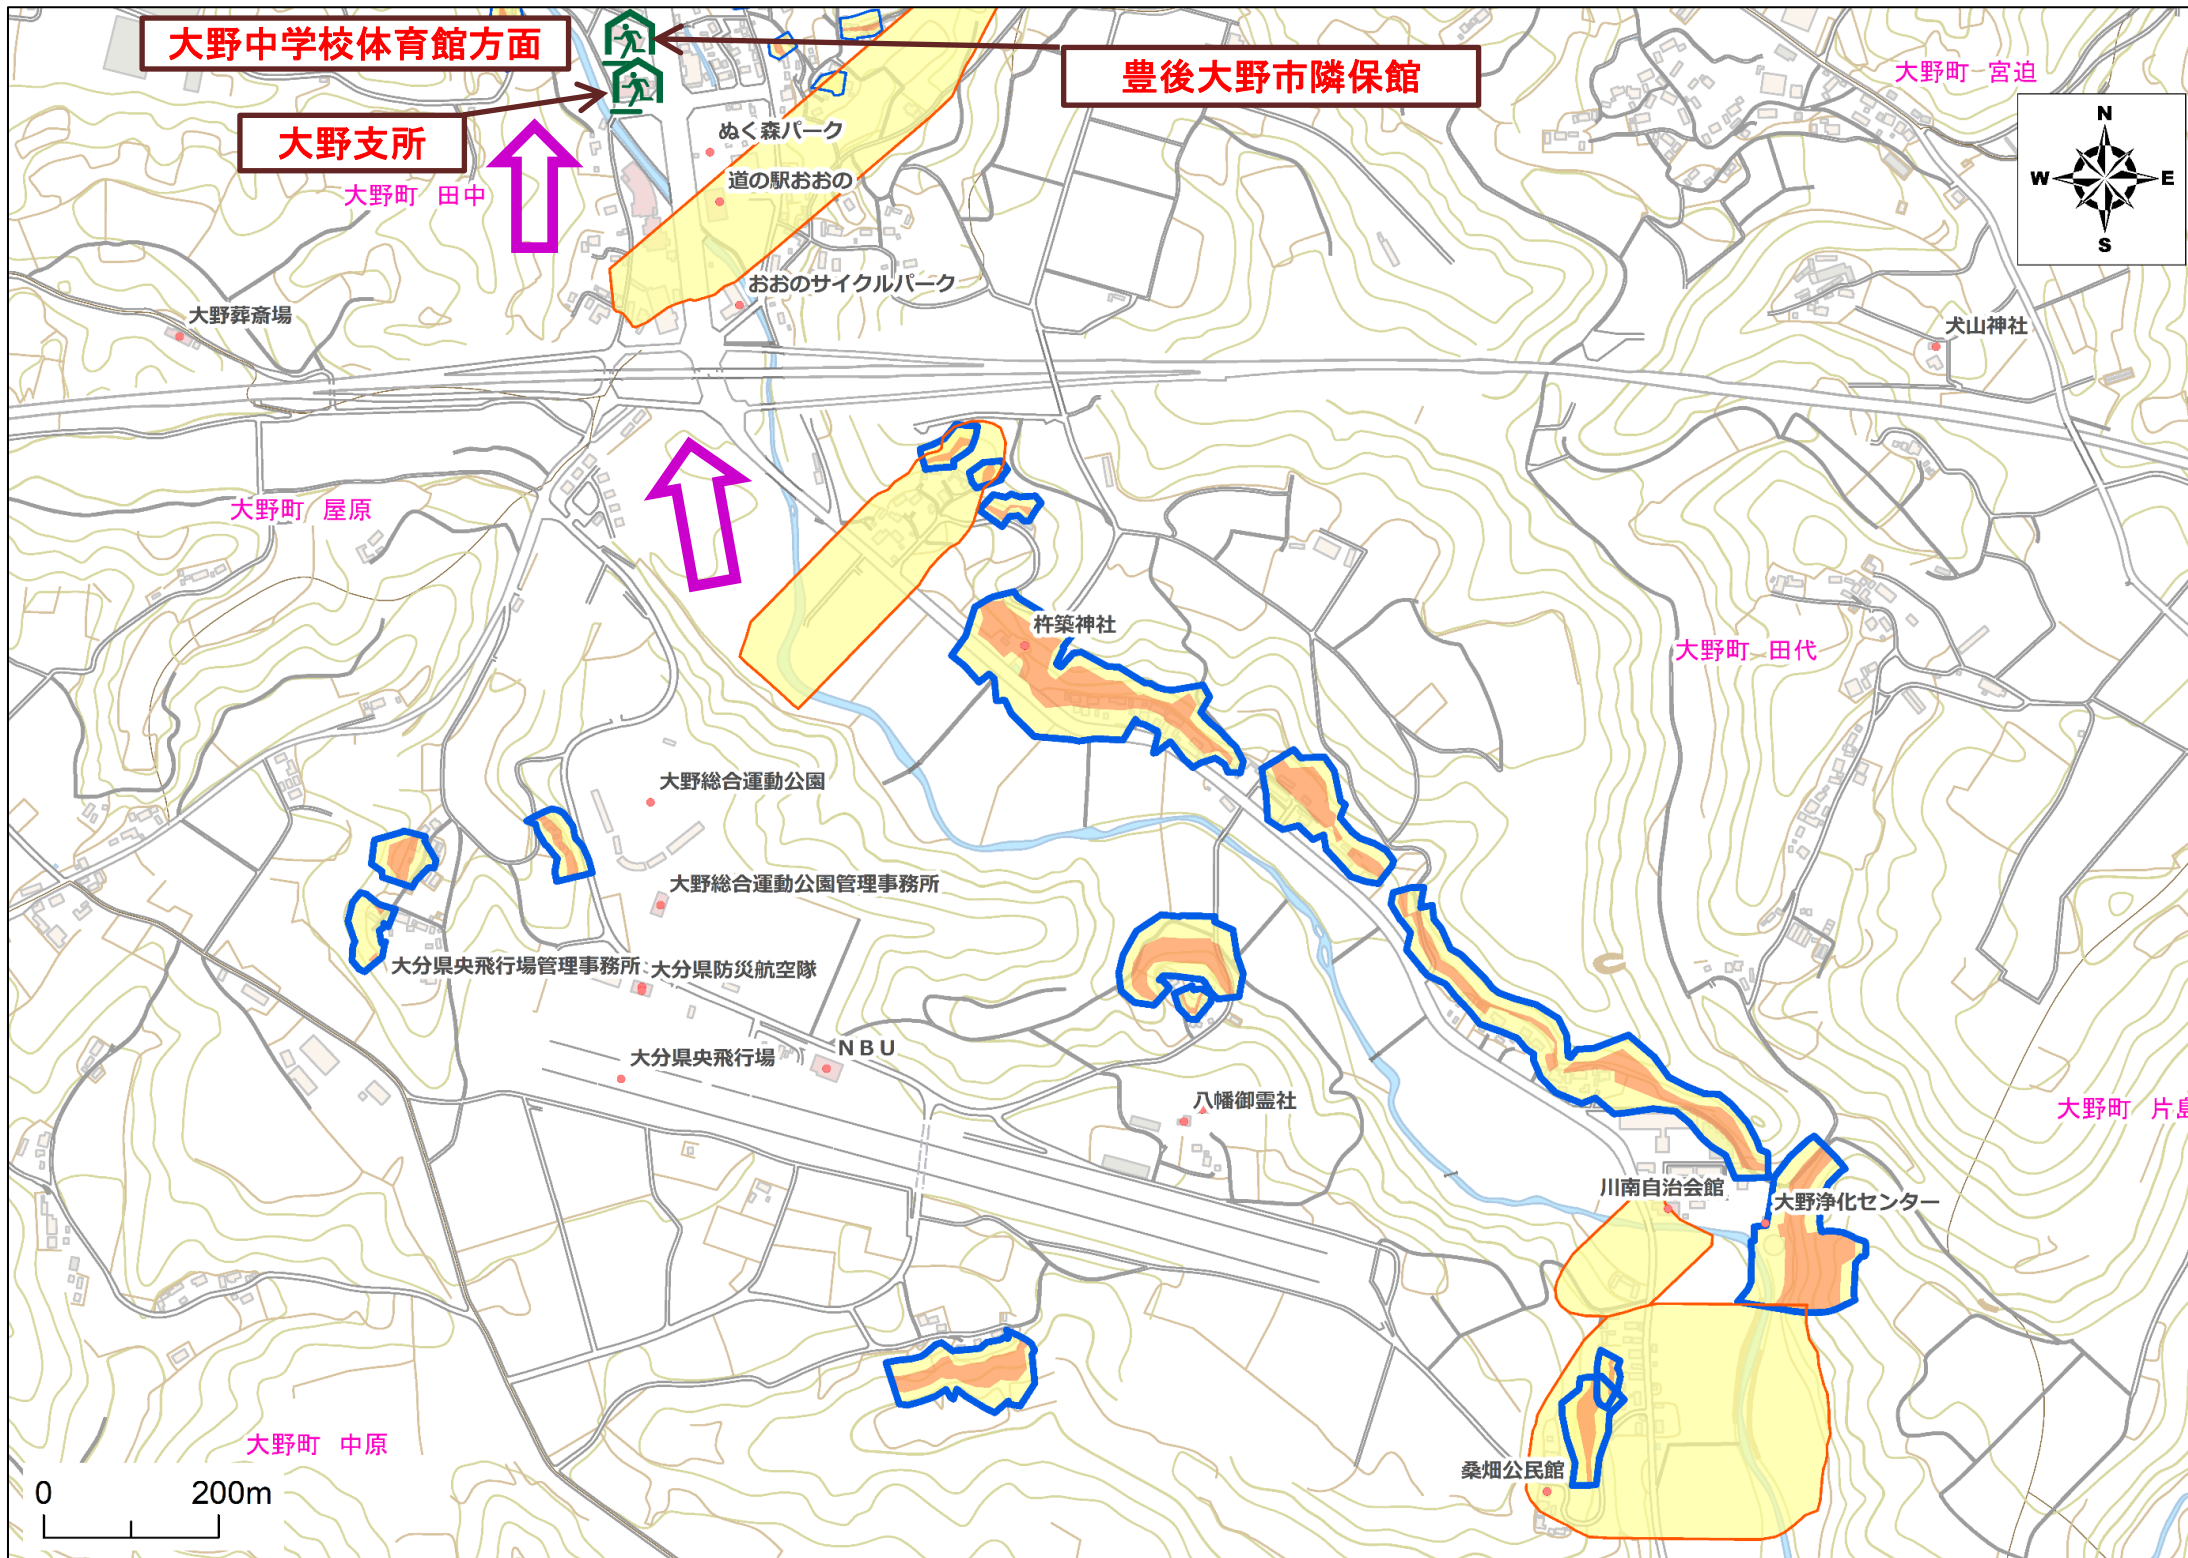 大野中学校体育館方面
豊後大野市隣保館
大野町 宮迫
大野支所
ぬく森パーク
N
W
E
S
道の駅おおの
大野町 田中
おおのサイクルパーク
大野葬斎場
犬山神社
大野町 屋原
杵築神社
大野町 田代
大野総合運動公園
大野総合運動公園管理事務所
大分県央飛行場管理事務所
大分県防災航空隊
NBU
大分県央飛行場
八幡御霊社
大野町 片島
川南自治会館
大野浄化センター
大野町 中原
桑畑公民館
0
200m